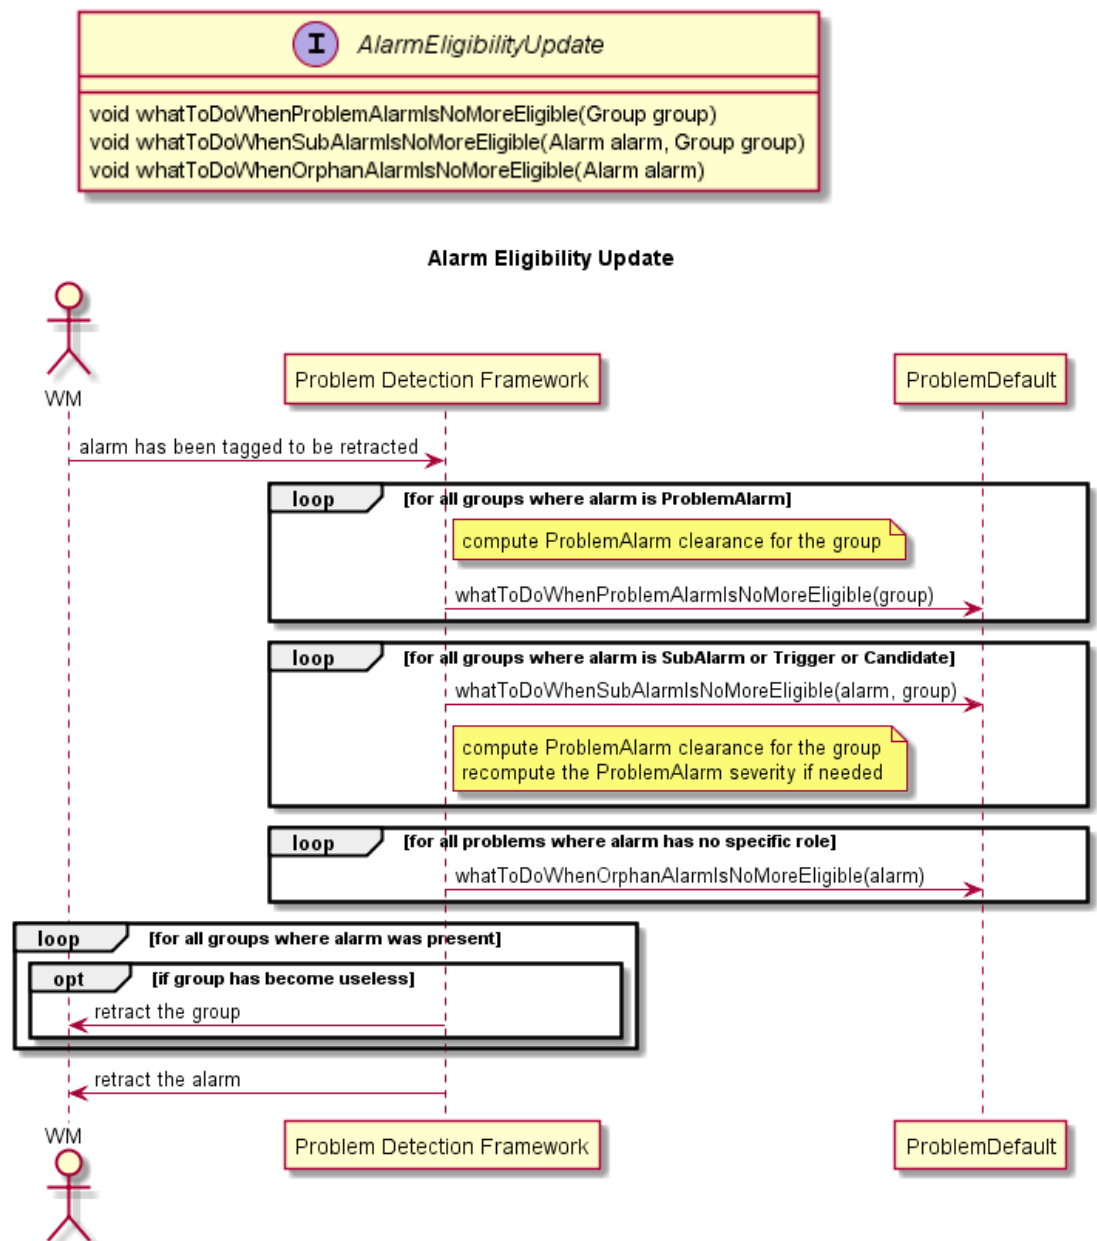 I AlarmEligibilityUpdate
void whatToDoWhenProblemAlarmIsNoMoreEligible(Group group)
void whatToDoWhenSubAlarmIsNoMoreEligible(Alarm alarm, Group group)
void whatToDoWhenOrphanAlarmIsNoMoreEligible(Alarm alarm)
Alarm Eligibility Update
WM
Problem Detection Framework
ProblemDefault
alarm has been tagged to be retracted
loop [for all groups where alarm is ProblemAlarm]
compute ProblemAlarm clearance for the group
whatToDoWhenProblemAlarmIsNoMoreEligible(group)
loop [for all groups where alarm is SubAlarm or Trigger or Candidate]
whatToDoWhenSubAlarmIsNoMoreEligible(alarm, group)
compute ProblemAlarm clearance for the group
recompute the ProblemAlarm severity if needed
loop [for all problems where alarm has no specific role]
whatToDoWhenOrphanAlarmIsNoMoreEligible(alarm)
loop [for all groups where alarm was present]
opt [if group has become useless]
retract the group
retract the alarm
WM
Problem Detection Framework
ProblemDefault